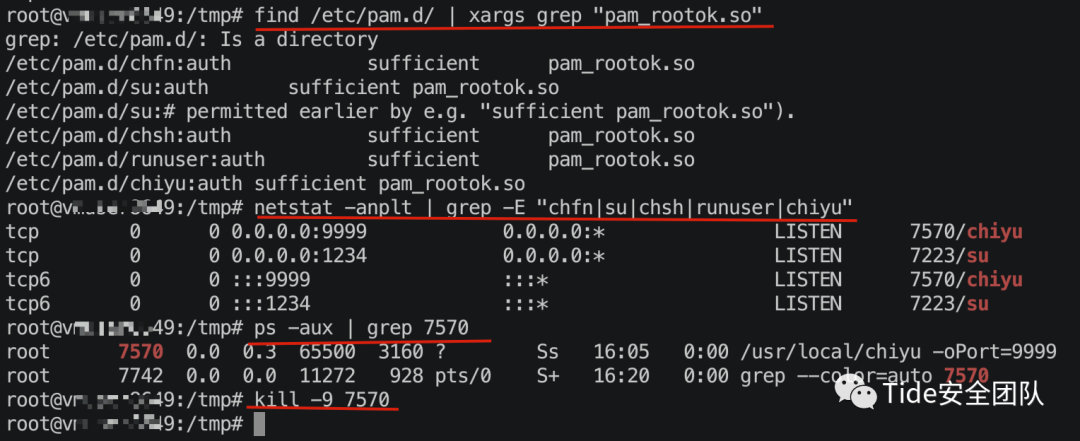 root@v 49:/tmp# find /etc/pam.d/ | xargs grep "pam_rootok.so"
grep: /etc/pam.d/: Is a directory
/etc/pam.d/chfn:auth sufficient pam_rootok.so
/etc/pam.d/su:auth sufficient pam_rootok.so
/etc/pam.d/su:# permitted earlier by e.g. "sufficient pam_rootok.so").
/etc/pam.d/chsh:auth sufficient pam_rootok.so
/etc/pam.d/runuser:auth sufficient pam_rootok.so
/etc/pam.d/chiyu:auth sufficient pam_rootok.so
root@v 49:/tmp# netstat -anplt | grep -E "chfn|su|chsh|runuser|chiyu"
tcp 0 0 0.0.0.0:9999 0.0.0.0:* LISTEN 7570/chiyu
tcp 0 0 0.0.0.0:1234 0.0.0.0:* LISTEN 7223/su
tcp6 0 0 :::9999 :::* LISTEN 7570/chiyu
tcp6 0 0 :::1234 :::* LISTEN 7223/su
root@v 49:/tmp# ps -aux | grep 7570
root 7570 0.0 0.3 65500 3160 ? Ss 16:05 0:00 /usr/local/chiyu -oPort=9999
root 7742 0.0 0.0 11272 928 pts/0 S+ 16:20 0:00 grep --color=auto 7570
root@v 49:/tmp# kill -9 7570
root@v 49:/tmp#
Tide安全团队